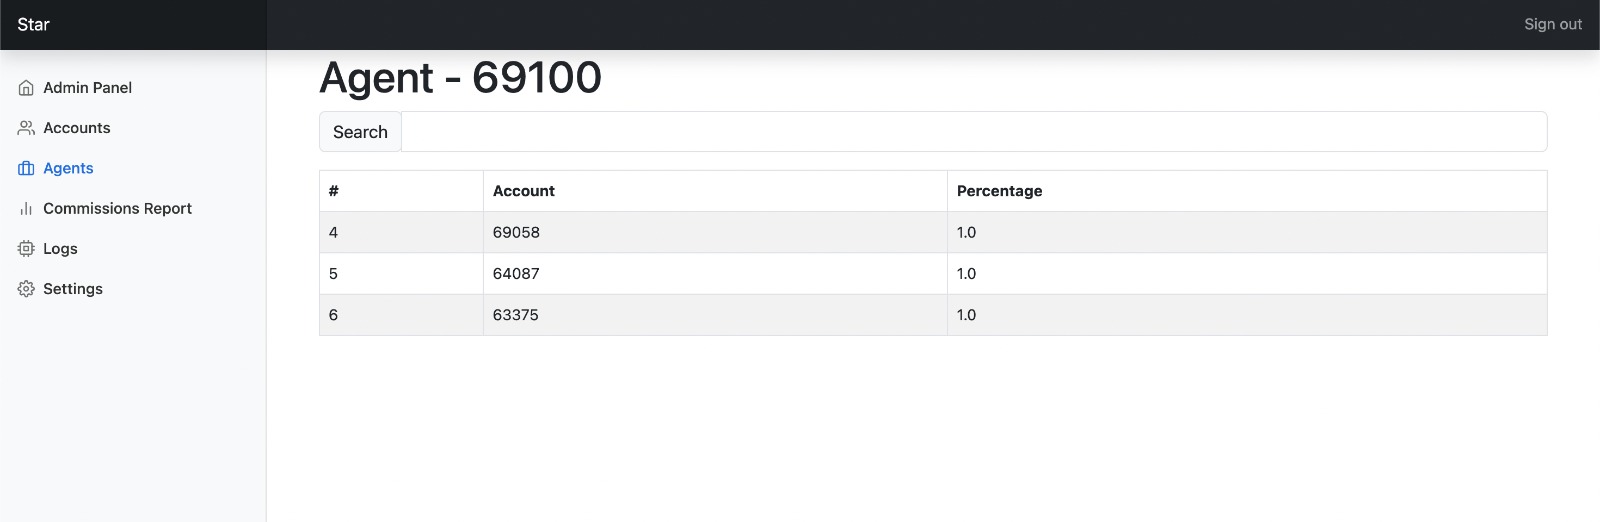 Star
Sign out
Admin Panel
Accounts
Agents
Commissions Report
Logs
Settings
Agent - 69100
Search
# Account Percentage
4 69058 1.0
5 64087 1.0
6 63375 1.0